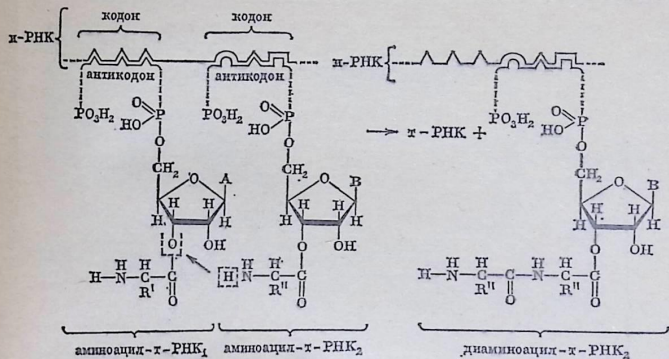 кодон кодон
и-РНК
антикодон антикодон
и-РНК
PO₃H₂ O P HO PO₃H₂ O P HO O P HO
O O → т-РНК + O
CH₂ O A CH₂ O B CH₂ O B
H H H H H H H H H H H H
O OH O OH O OH
H–N–C–C H N–C–C H–N–C–C–N–C–C
H H H H H H H H
R' O R" O R" O R" O
аминоацил-т-РНК₁ аминоацил-т-РНК₂ диаминоацил-т-РНК₂